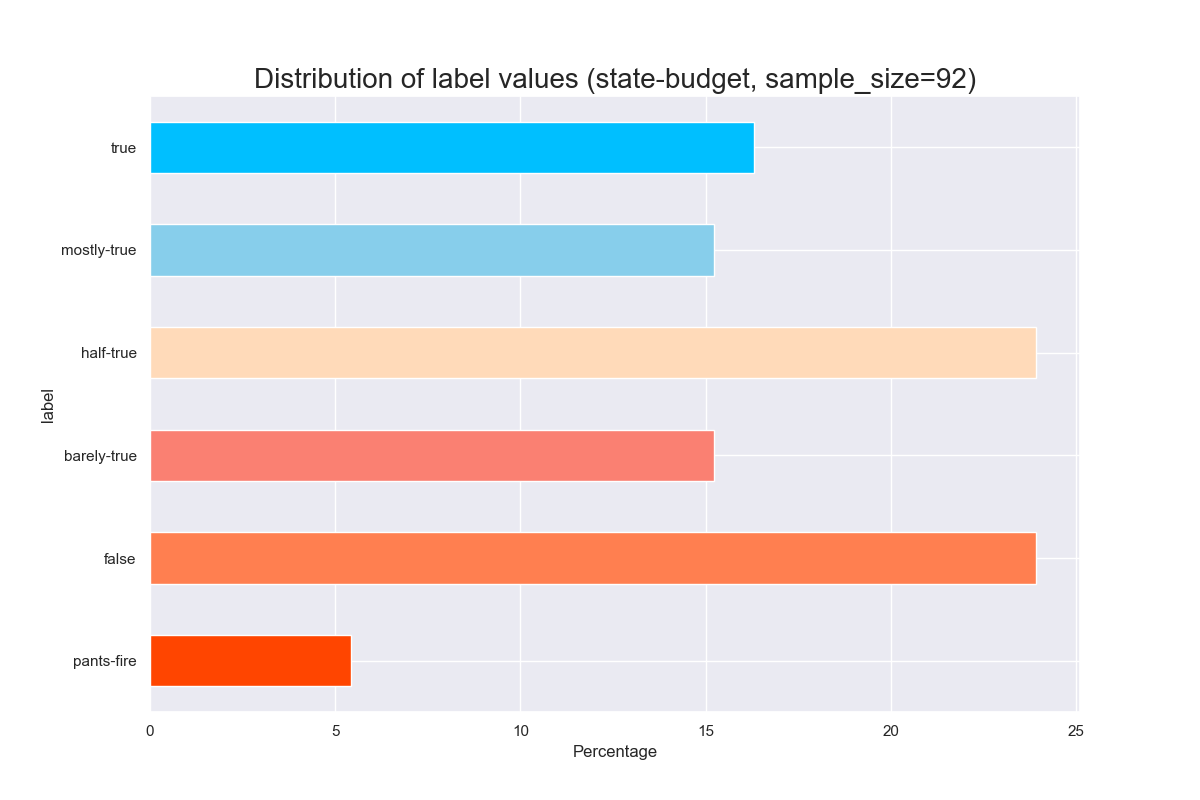 Distribution of label values (state-budget, sample_size=92)
true
mostly-true
half-true
label
barely-true
false
pants-fire
0 5 10 15 20 25
Percentage